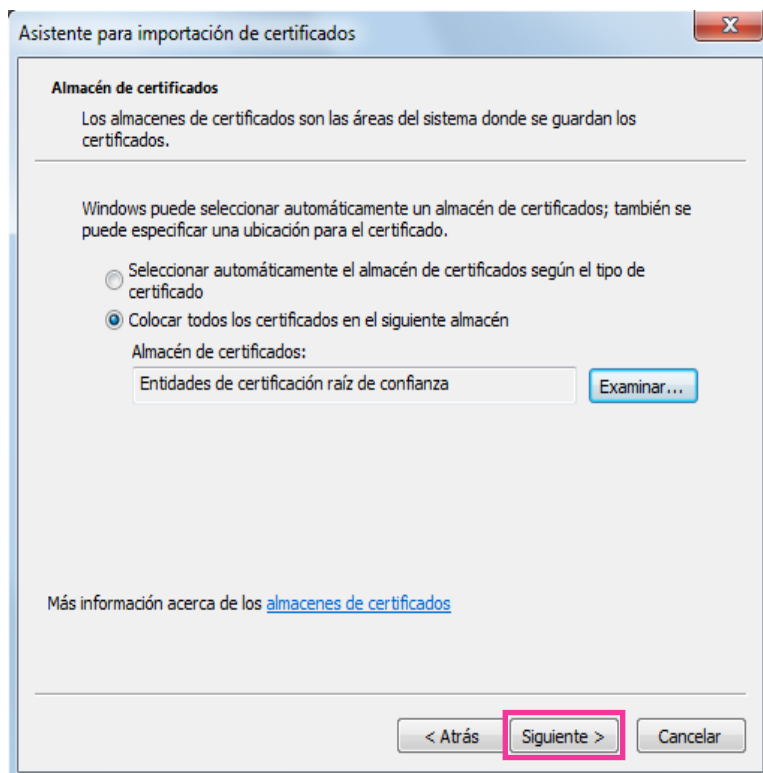 Asistente para importación de certificados
Almacén de certificados
Los almacenes de certificados son las áreas del sistema donde se guardan los
certificados.
Windows puede seleccionar automáticamente un almacén de certificados; también se
puede especificar una ubicación para el certificado.
Seleccionar automáticamente el almacén de certificados según el tipo de
certificado
Colocar todos los certificados en el siguiente almacén
Almacén de certificados:
Entidades de certificación raíz de confianza
Examinar...
Más información acerca de los almacenes de certificados
< Atrás Siguiente > Cancelar